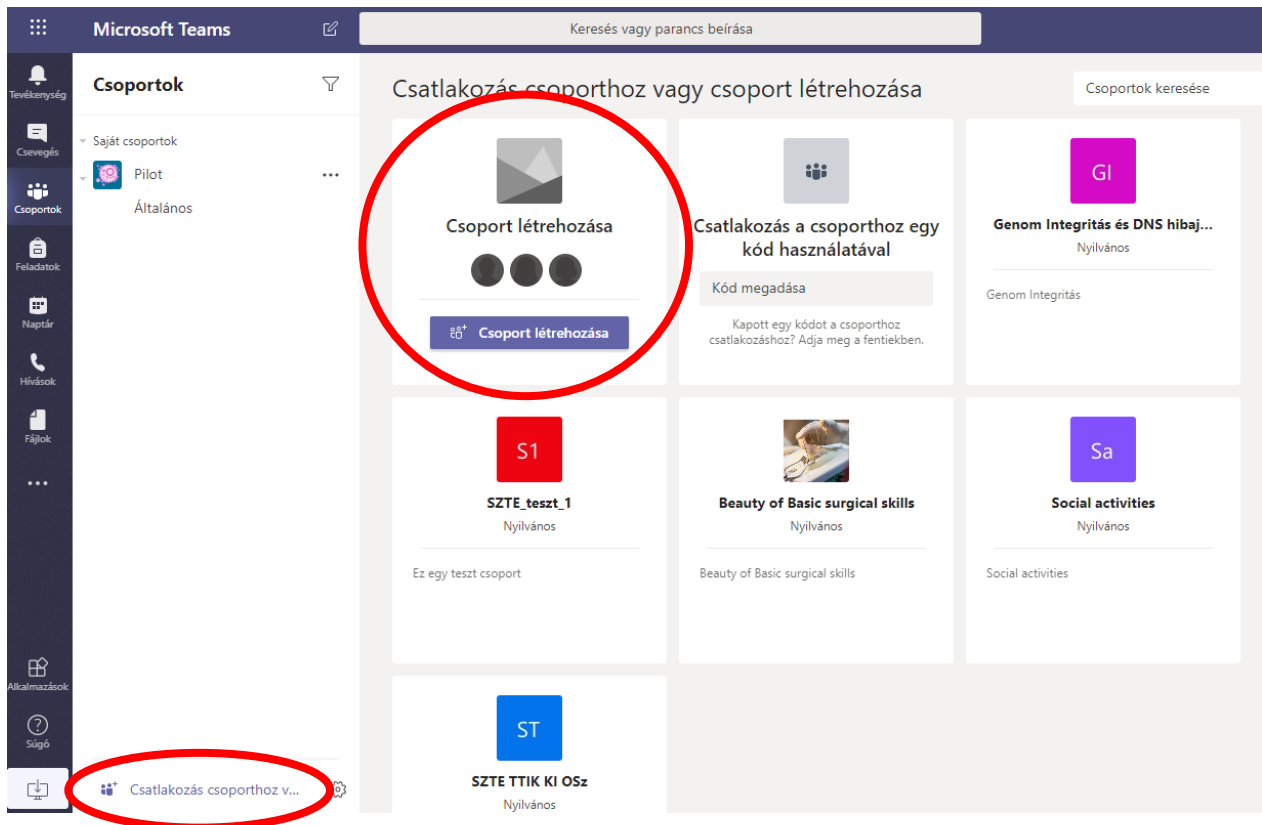 Microsoft Teams
Keresés vagy parancs beírása
Tevékenység
Csevegés
Csoportok
Feladatok
Naptár
Hívások
Fájlok
Alkalmazások
Súgó
Csoportok
Saját csoportok
Pilot
Általános
Csatlakozás csoporthoz v...
Csatlakozás csoporthoz vagy csoport létrehozása
Csoportok keresése
Csoport létrehozása
Csoport létrehozása
Csatlakozás a csoporthoz egy
kód használatával
Kód megadása
Kapott egy kódot a csoporthoz
csatlakozáshoz? Adja meg a fentiekben.
GI
Genom Integritás és DNS hibaj...
Nyilvános
Genom Integritás
S1
SZTE_teszt_1
Nyilvános
Ez egy teszt csoport
Beauty of Basic surgical skills
Nyilvános
Beauty of Basic surgical skills
Sa
Social activities
Nyilvános
Social activities
ST
SZTE TTIK KI OSz
Nyilvános